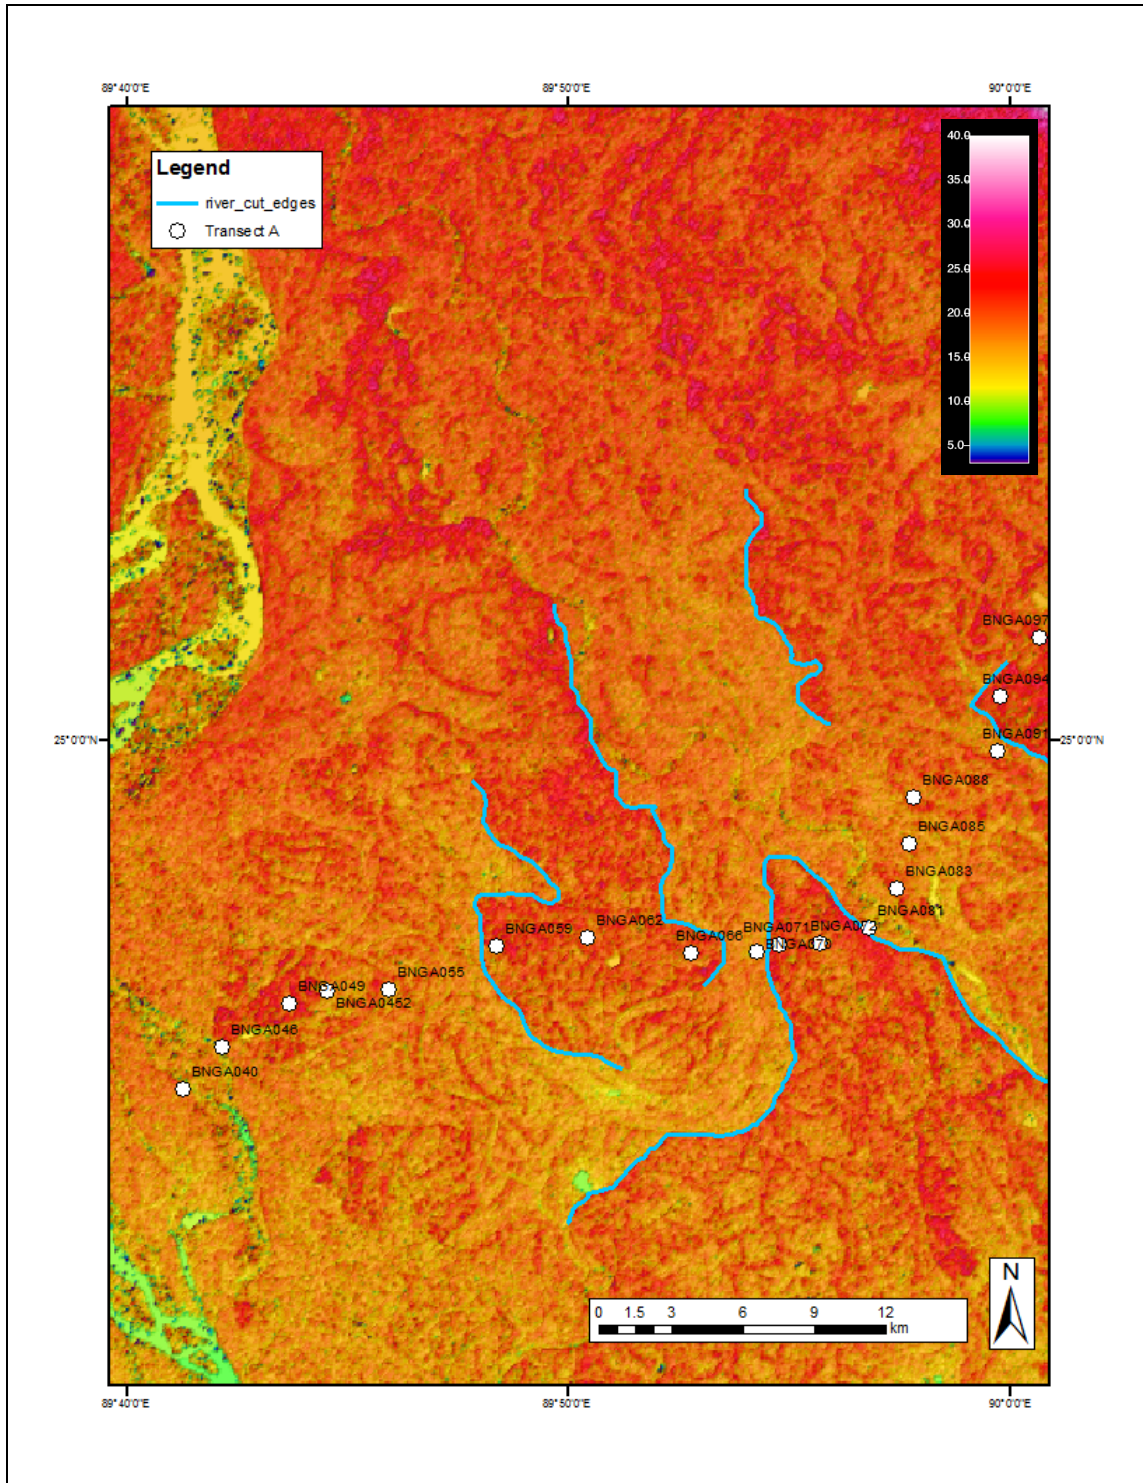 89°40'0"E 89°50'0"E 90°0'0"E
Legend
river_cut_edges
Transect A
40.0
35.0
30.0
25.0
20.0
15.0
10.0
5.0
BNGA097
BNGA094
25°0'0"N 25°0'0"N
BNGA091
BNGA088
BNGA085
BNGA083
BNGA081
BNGA059 BNGA062 BNGA066 BNGA071
BNGA070
BNGA055
BNGA049
BNGA0452
BNGA046
BNGA040
N
0 1.5 3 6 9 12
km
89°40'0"E 89°50'0"E 90°0'0"E